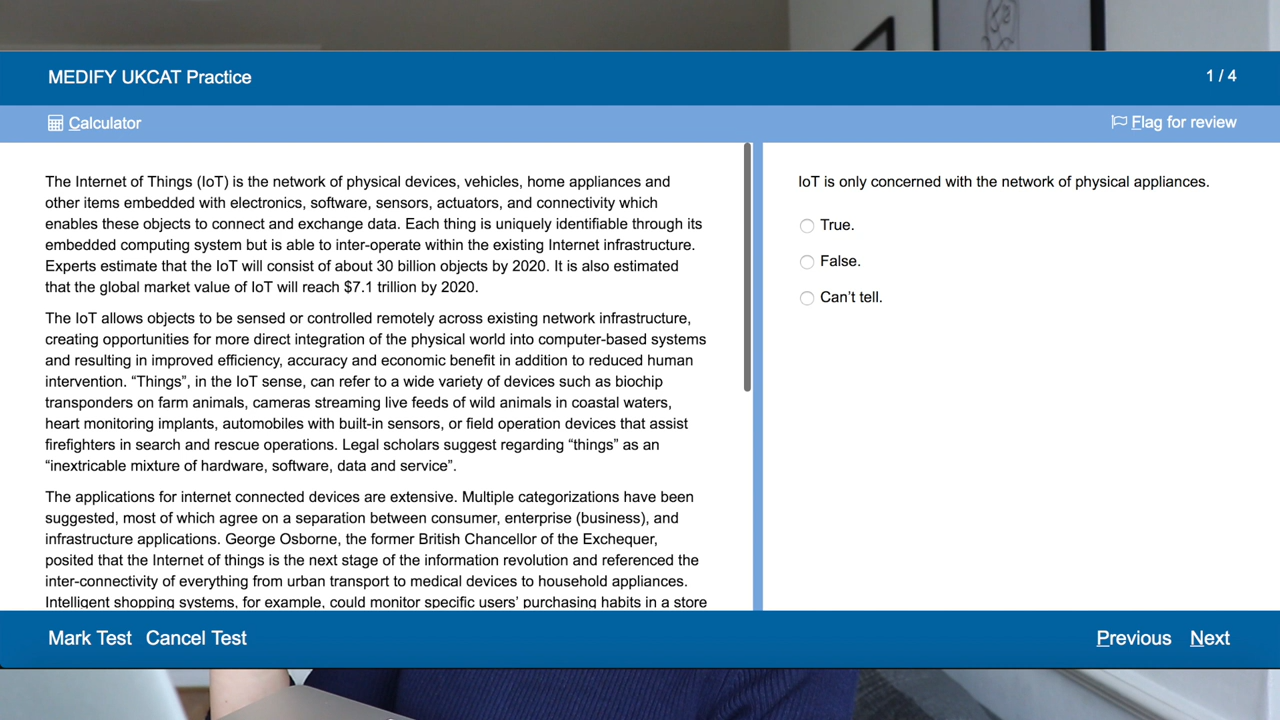 MEDIFY UKCAT Practice
1 / 4
Calculator
Flag for review
The Internet of Things (IoT) is the network of physical devices, vehicles, home appliances and
other items embedded with electronics, software, sensors, actuators, and connectivity which
enables these objects to connect and exchange data. Each thing is uniquely identifiable through its
embedded computing system but is able to inter-operate within the existing Internet infrastructure.
Experts estimate that the IoT will consist of about 30 billion objects by 2020. It is also estimated
that the global market value of IoT will reach $7.1 trillion by 2020.
The IoT allows objects to be sensed or controlled remotely across existing network infrastructure,
creating opportunities for more direct integration of the physical world into computer-based systems
and resulting in improved efficiency, accuracy and economic benefit in addition to reduced human
intervention. “Things”, in the IoT sense, can refer to a wide variety of devices such as biochip
transponders on farm animals, cameras streaming live feeds of wild animals in coastal waters,
heart monitoring implants, automobiles with built-in sensors, or field operation devices that assist
firefighters in search and rescue operations. Legal scholars suggest regarding “things” as an
“inextricable mixture of hardware, software, data and service”.
The applications for internet connected devices are extensive. Multiple categorizations have been
suggested, most of which agree on a separation between consumer, enterprise (business), and
infrastructure applications. George Osborne, the former British Chancellor of the Exchequer,
posited that the Internet of things is the next stage of the information revolution and referenced the
inter-connectivity of everything from urban transport to medical devices to household appliances.
Intelligent shopping systems, for example, could monitor specific users’ purchasing habits in a store
IoT is only concerned with the network of physical appliances.
True.
False.
Can’t tell.
Mark Test
Cancel Test
Previous
Next